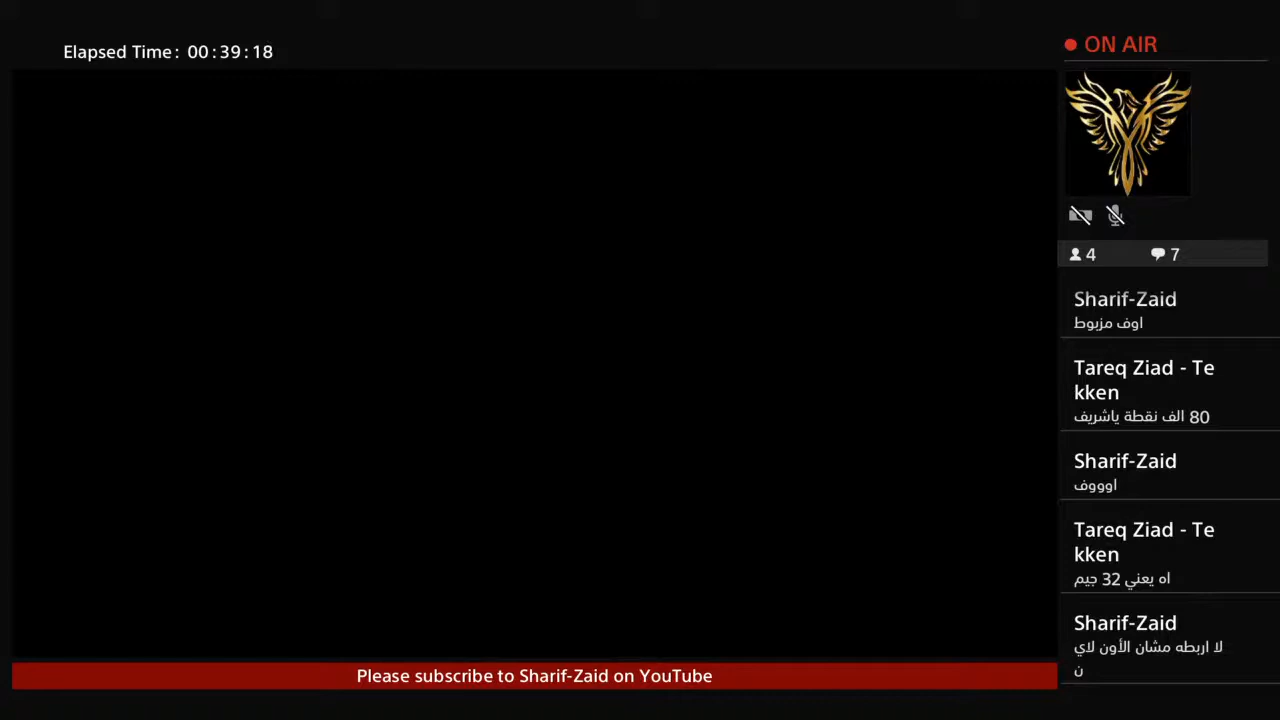 Elapsed Time: 00:39:18
ON AIR
4 7
Sharif-Zaid
اوف مزبوط
Tareq Ziad - Te
kken
80 الف نقطة ياشريف
Sharif-Zaid
اوووف
Tareq Ziad - Te
kken
اه يعني 32 جيم
Sharif-Zaid
لا اربطه مشان الأون لاي
ن
Please subscribe to Sharif-Zaid on YouTube